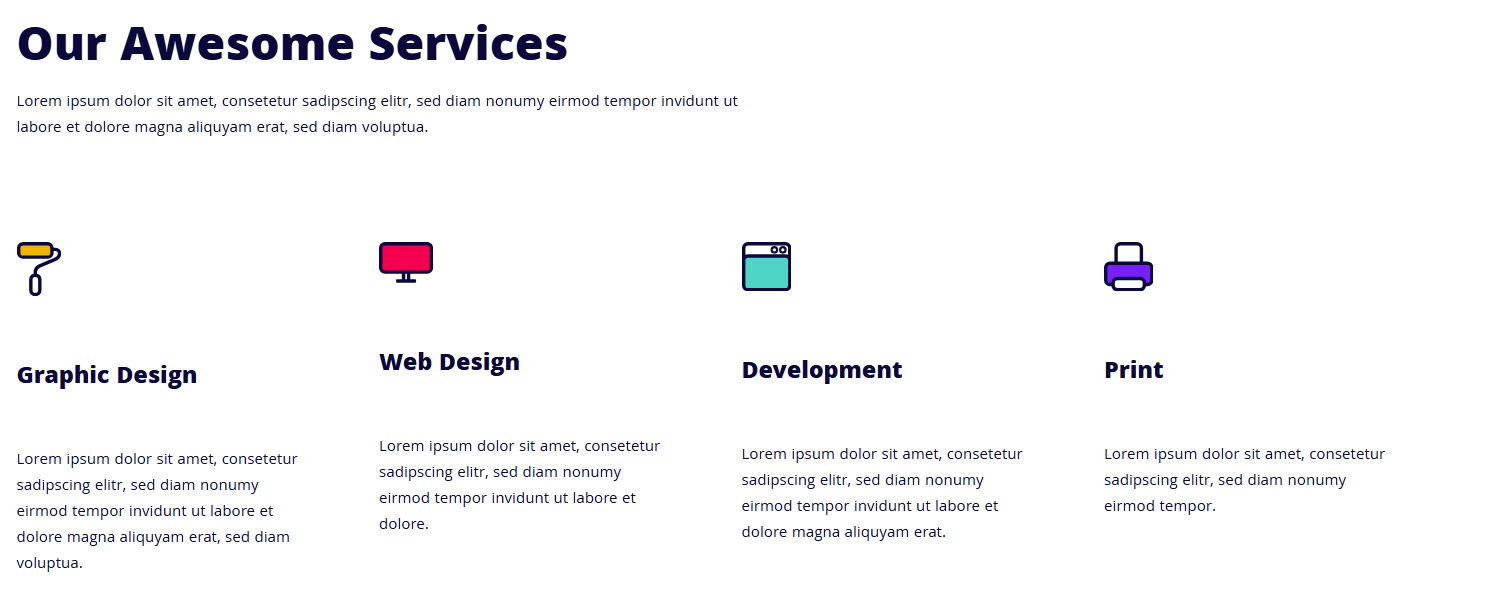 Our Awesome Services
Lorem ipsum dolor sit amet, consetetur sadipscing elitr, sed diam nonumy eirmod tempor invidunt ut
labore et dolore magna aliquyam erat, sed diam voluptua.
Graphic Design
Lorem ipsum dolor sit amet, consetetur
sadipscing elitr, sed diam nonumy
eirmod tempor invidunt ut labore et
dolore magna aliquyam erat, sed diam
voluptua.
Web Design
Lorem ipsum dolor sit amet, consetetur
sadipscing elitr, sed diam nonumy
eirmod tempor invidunt ut labore et
dolore.
Development
Lorem ipsum dolor sit amet, consetetur
sadipscing elitr, sed diam nonumy
eirmod tempor invidunt ut labore et
dolore magna aliquyam erat.
Print
Lorem ipsum dolor sit amet, consetetur
sadipscing elitr, sed diam nonumy
eirmod tempor.